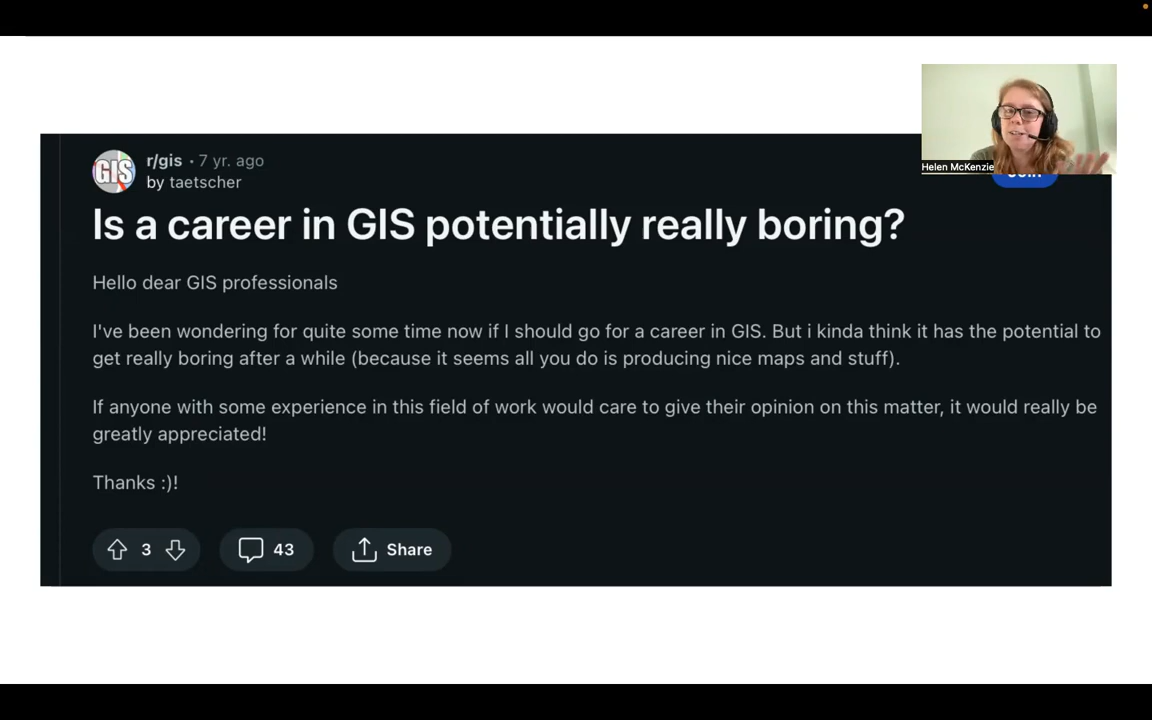 GIS
r/gis · 7 yr. ago
by taetscher
Helen McKenzie
Join
Is a career in GIS potentially really boring?
Hello dear GIS professionals
I've been wondering for quite some time now if I should go for a career in GIS. But i kinda think it has the potential to
get really boring after a while (because it seems all you do is producing nice maps and stuff).
If anyone with some experience in this field of work would care to give their opinion on this matter, it would really be
greatly appreciated!
Thanks :)!
3
43
Share